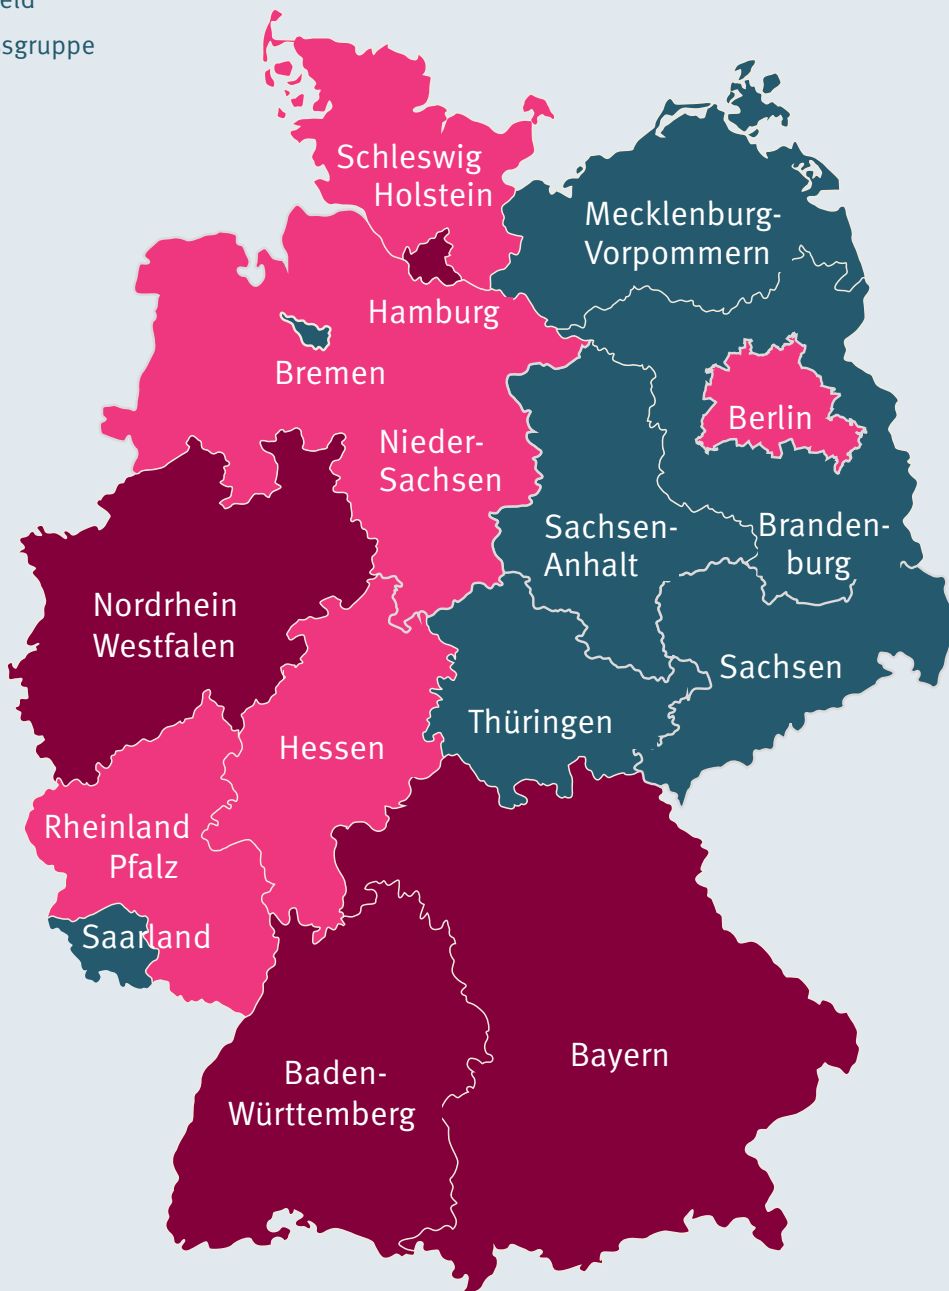 Schleswig
Holstein
Mecklenburg-
Vorpommern
Hamburg
Bremen
Berlin
Nieder-
Sachsen
Sachsen-
Anhalt
Branden-
burg
Nordrhein
Westfalen
Sachsen
Thüringen
Hessen
Rheinland
Pfalz
Saarland
Bayern
Baden-
Württemberg